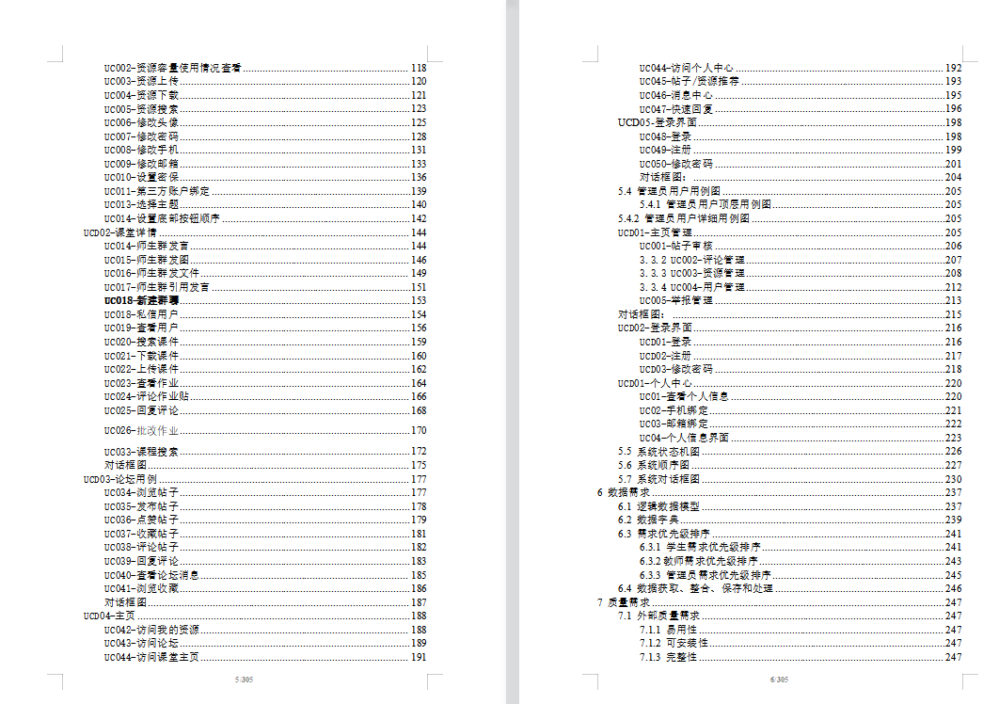 UC002-资源容量使用情况查看 118
UC003-资源上传 120
UC004-资源下载 121
UC005-资源搜索 123
UC006-修改头像 125
UC007-修改密码 128
UC008-修改手机 131
UC009-修改邮箱 133
UC010-设置密保 136
UC011-第三方账户绑定 139
UC013-选择主题 140
UC014-设置底部按钮顺序 142
UCD02-课堂详情 144
UC014-师生群发言 144
UC015-师生群发图 146
UC016-师生群发文件 149
UC017-师生群引用发言 151
UC018-新建群聊 153
UC018-私信用户 154
UC019-查看用户 156
UC020-搜索课件 159
UC021-下载课件 160
UC022-上传课件 162
UC023-查看作业 164
UC024-评论作业贴 166
UC025-回复评论 168
UC026-批改作业 170
UC033-课程搜索 172
对话框图 175
UCD03-论坛用例 177
UC034-浏览帖子 177
UC035-发布帖子 178
UC036-点赞帖子 179
UC037-收藏帖子 181
UC038-评论帖子 182
UC039-回复评论 183
UC040-查看论坛消息 185
UC041-浏览收藏 186
对话框图 187
UCD04-主页 188
UC042-访问我的资源 188
UC043-访问论坛 189
UC044-访问课堂主页 191
5/305
UC044-访问个人中心 192
UC045-帖子/资源推荐 193
UC046-消息中心 195
UC047-快速回复 196
UCD05-登录界面 198
UC048-登录 198
UC049-注册 199
UC050-修改密码 201
对话框图： 204
5.4 管理员用户用例图 205
5.4.1 管理员用户顶层用例图 205
5.4.2 管理员用户详细用例图 205
UCD01-主页管理 205
UC001-帖子审核 206
3.3.2 UC002-评论管理 207
3.3.3 UC003-资源管理 208
3.3.4 UC004-用户管理 212
UC005-举报管理 213
对话框图： 215
UCD02-登录界面 216
UCD01-登录 216
UCD02-注册 217
UCD03-修改密码 218
UCD01-个人中心 220
UC01-查看个人信息 220
UC02-手机绑定 221
UC03-邮箱绑定 222
UC04-个人信息界面 223
5.5 系统状态机图 226
5.6 系统顺序图 227
5.7 系统对话框图 230
6 数据需求 237
6.1 逻辑数据模型 237
6.2 数据字典 239
6.3 需求优先级排序 241
6.3.1 学生需求优先级排序 241
6.3.2教师需求优先级排序 243
6.3.3 管理员需求优先级排序 245
6.4 数据获取、整合、保存和处理 246
7 质量需求 247
7.1 外部质量需求 247
7.1.1 易用性 247
7.1.2 可安装性 247
7.1.3 完整性 247
6/305